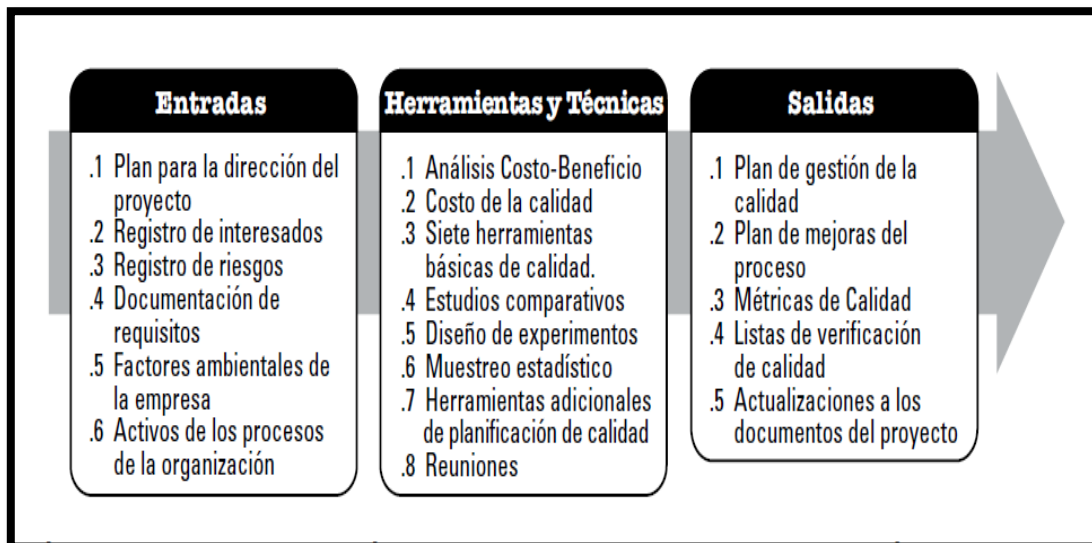 Entradas
.1 Plan para la dirección del
proyecto
.2 Registro de interesados
.3 Registro de riesgos
.4 Documentación de
requisitos
.5 Factores ambientales de
la empresa
.6 Activos de los procesos
de la organización
Herramientas y Técnicas
.1 Análisis Costo-Beneficio
.2 Costo de la calidad
.3 Siete herramientas
básicas de calidad.
.4 Estudios comparativos
.5 Diseño de experimentos
.6 Muestreo estadístico
.7 Herramientas adicionales
de planificación de calidad
.8 Reuniones
Salidas
.1 Plan de gestión de la
calidad
.2 Plan de mejoras del
proceso
.3 Métricas de Calidad
.4 Listas de verificación
de calidad
.5 Actualizaciones a los
documentos del proyecto